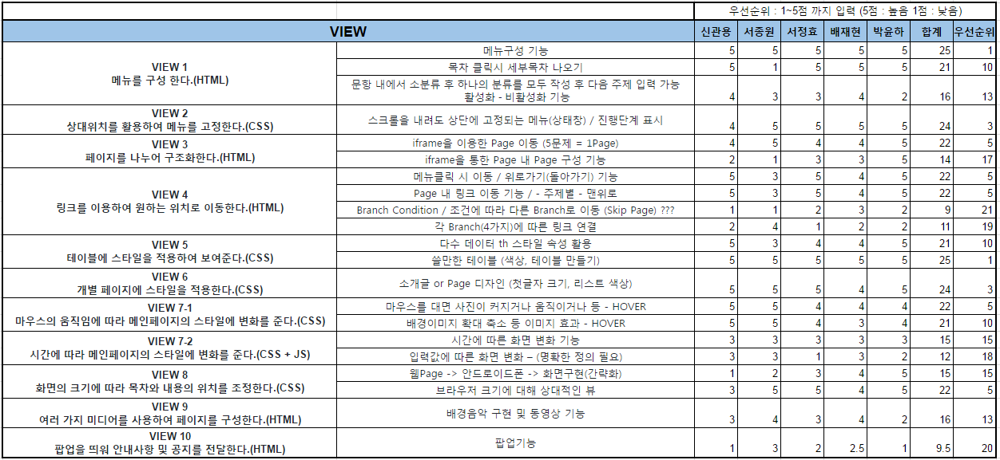 우선순위 : 1~5점 까지 입력 (5점 : 높음 1점 : 낮음)
VIEW 신관용 서종원 서정효 배재현 박윤하 합계 우선순위
VIEW 1
메뉴를 구성 한다.(HTML)
메뉴구성 기능 5 5 5 5 5 25 1
목차 클릭시 세부목차 나오기 5 1 5 5 5 21 10
문항 내에서 소분류 후 하나의 분류를 모두 작성 후 다음 주제 입력 가능
활성화 - 비활성화 기능 4 3 3 4 2 16 13
VIEW 2
상대위치를 활용하여 메뉴를 고정한다.(CSS)
스크롤을 내려도 상단에 고정되는 메뉴(상태창) / 진행단계 표시 4 5 5 5 5 24 3
VIEW 3
페이지를 나누어 구조화한다.(HTML)
iframe을 이용한 Page 이동 (5문제 = 1Page) 4 5 4 4 5 22 5
iframe을 통한 Page 내 Page 구성 기능 2 1 3 3 5 14 17
VIEW 4
링크를 이용하여 원하는 위치로 이동한다.(HTML)
메뉴클릭 시 이동 / 위로가기(돌아가기) 기능 5 3 5 4 5 22 5
Page 내 링크 이동 기능 / - 주제별 - 맨위로 5 3 5 4 5 22 5
Branch Condition / 조건에 따라 다른 Branch로 이동 (Skip Page) ??? 1 1 2 3 2 9 21
각 Branch(4가지)에 따른 링크 연결 2 4 1 2 2 11 19
VIEW 5
테이블에 스타일을 적용하여 보여준다.(CSS)
다수 데이터 th 스타일 속성 활용 5 3 4 4 5 21 10
쓸만한 테이블 (색상, 테이블 만들기) 5 5 5 5 5 25 1
VIEW 6
개별 페이지에 스타일을 적용한다.(CSS)
소개글 or Page 디자인 (첫글자 크기, 리스트 색상) 5 5 5 4 5 24 3
VIEW 7-1
마우스의 움직임에 따라 메인페이지의 스타일에 변화를 준다.(CSS)
마우스를 대면 사진이 커지거나 움직이거나 등 - HOVER 5 5 4 4 4 22 5
배경이미지 확대 축소 등 이미지 효과 - HOVER 5 5 4 3 4 21 10
VIEW 7-2
시간에 따라 메인페이지의 스타일에 변화를 준다.(CSS + JS)
시간에 따른 화면 변화 기능 3 3 3 3 3 15 15
입력값에 따른 화면 변화 – (명확한 정의 필요) 3 3 1 3 2 12 18
VIEW 8
화면의 크기에 따라 목차와 내용의 위치를 조정한다.(CSS)
웹Page -> 안드로이드폰 -> 화면구현(간략화) 1 2 3 4 5 15 15
브라우저 크기에 대해 상대적인 뷰 3 5 5 4 5 22 5
VIEW 9
여러 가지 미디어를 사용하여 페이지를 구성한다.(HTML)
배경음악 구현 및 동영상 기능 3 4 3 4 2 16 13
VIEW 10
팝업을 띄워 안내사항 및 공지를 전달한다.(HTML)
팝업기능 1 3 2 2.5 1 9.5 20